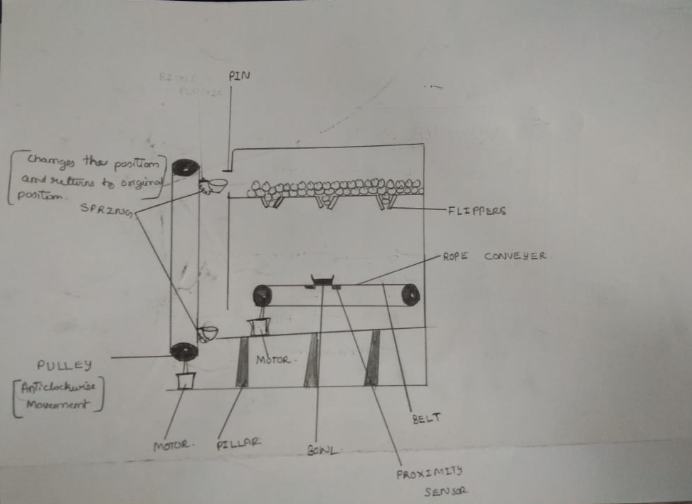 PIN
[Changes the position
and returns to original
position.]
SPRING
FLIPPERS
ROPE CONVEYER
PULLEY
[Anticlockwise
Movement]
MOTOR.
MOTOR.
PILLAR
BOWL
BELT
PROXIMITY
SENSOR